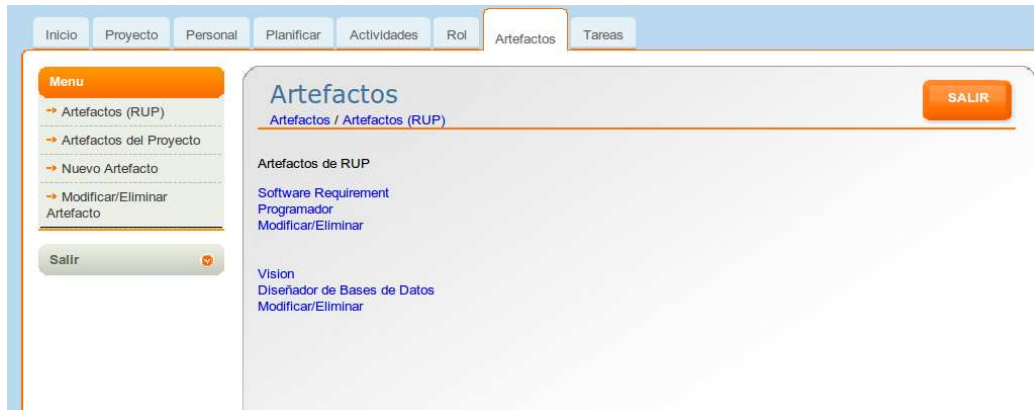 Inicio Proyecto Personal Planificar Actividades Rol Artefactos Tareas
Menu
Artefactos (RUP)
Artefactos del Proyecto
Nuevo Artefacto
Modificar/Eliminar
Artefacto
Salir
Artefactos
SALIR
Artefactos / Artefactos (RUP)
Artefactos de RUP
Software Requirement
Programador
Modificar/Eliminar
Vision
Diseñador de Bases de Datos
Modificar/Eliminar